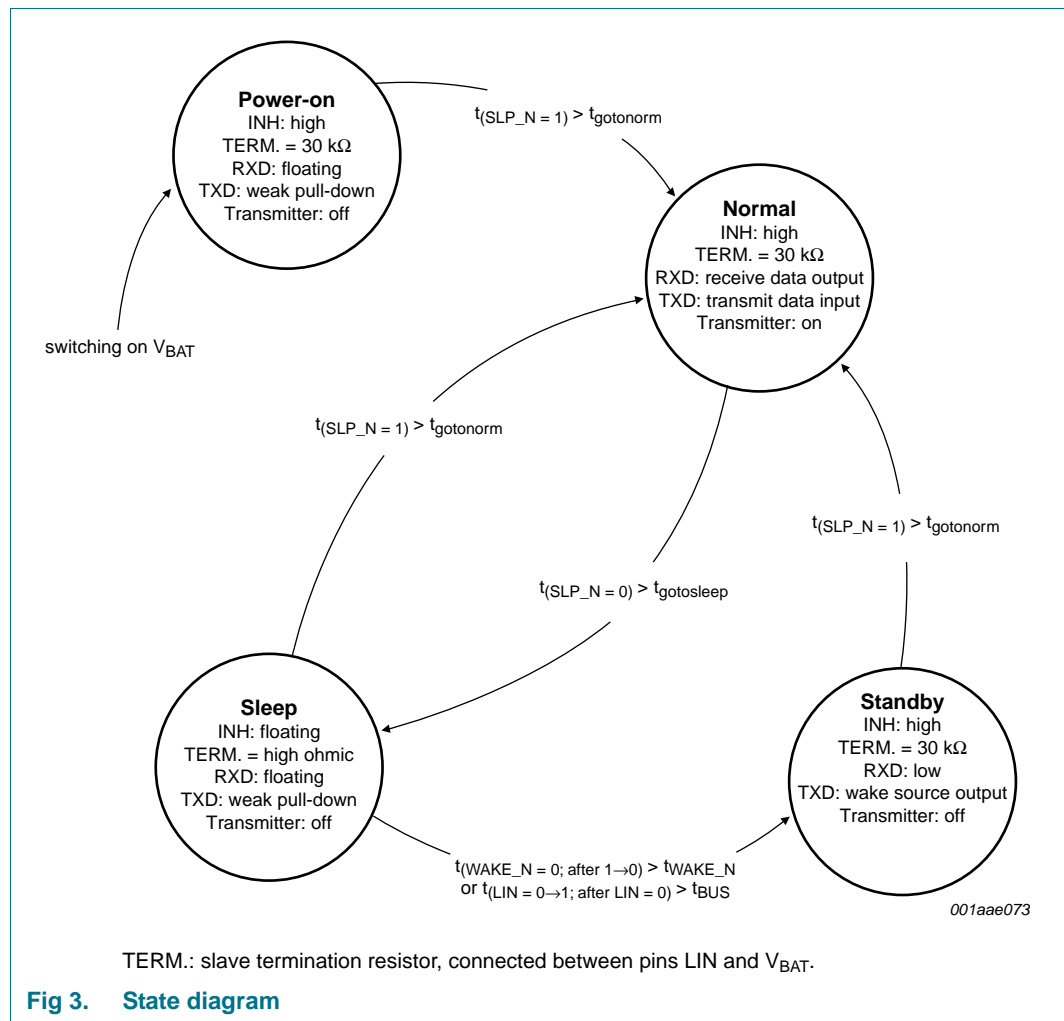 Power-on
INH: high
TERM. = 30 kΩ
RXD: floating
TXD: weak pull-down
Transmitter: off
t(SLP_N = 1) > tgotonorm
Normal
INH: high
TERM. = 30 kΩ
RXD: receive data output
TXD: transmit data input
Transmitter: on
switching on VBAT
t(SLP_N = 1) > tgotonorm
t(SLP_N = 1) > tgotonorm
t(SLP_N = 0) > tgotosleep
Sleep
INH: floating
TERM. = high ohmic
RXD: floating
TXD: weak pull-down
Transmitter: off
Standby
INH: high
TERM. = 30 kΩ
RXD: low
TXD: wake source output
Transmitter: off
t(WAKE_N = 0; after 1→0) > tWAKE_N
or t(LIN = 0→1; after LIN = 0) > tBUS
001aae073
TERM.: slave termination resistor, connected between pins LIN and VBAT.
Fig 3. State diagram